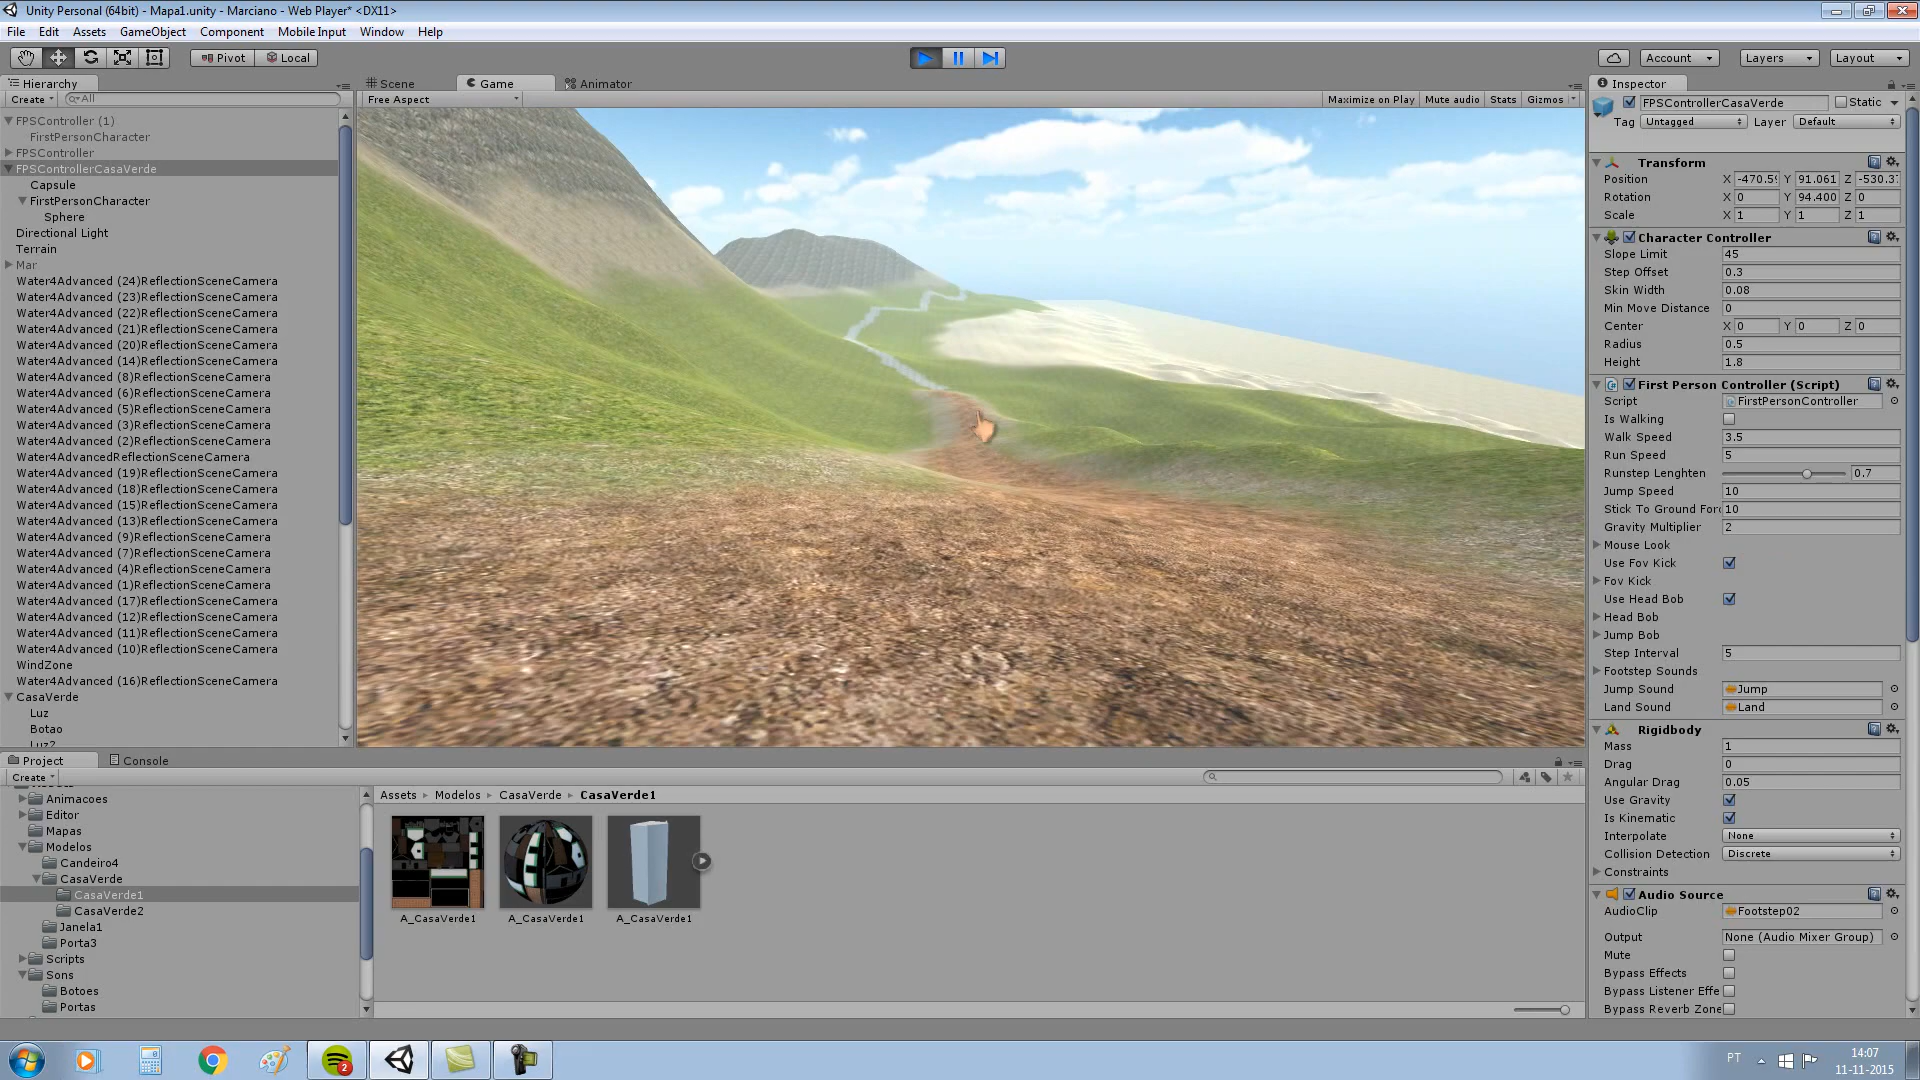 Unity Personal (64bit) - Mapa1.unity - Marciano - Web Player* <DX11>
File Edit Assets GameObject Component Mobile Input Window Help
Pivot Local Account Layers Layout
Hierarchy
Create All
FPSController (1)
FirstPersonCharacter
FPSController
FPSControllerCasaVerde
Capsule
FirstPersonCharacter
Sphere
Directional Light
Terrain
Mar
Water4Advanced (24)ReflectionSceneCamera
Water4Advanced (23)ReflectionSceneCamera
Water4Advanced (22)ReflectionSceneCamera
Water4Advanced (21)ReflectionSceneCamera
Water4Advanced (20)ReflectionSceneCamera
Water4Advanced (14)ReflectionSceneCamera
Water4Advanced (8)ReflectionSceneCamera
Water4Advanced (6)ReflectionSceneCamera
Water4Advanced (5)ReflectionSceneCamera
Water4Advanced (3)ReflectionSceneCamera
Water4Advanced (2)ReflectionSceneCamera
Water4AdvancedReflectionSceneCamera
Water4Advanced (19)ReflectionSceneCamera
Water4Advanced (18)ReflectionSceneCamera
Water4Advanced (15)ReflectionSceneCamera
Water4Advanced (13)ReflectionSceneCamera
Water4Advanced (9)ReflectionSceneCamera
Water4Advanced (7)ReflectionSceneCamera
Water4Advanced (4)ReflectionSceneCamera
Water4Advanced (1)ReflectionSceneCamera
Water4Advanced (17)ReflectionSceneCamera
Water4Advanced (12)ReflectionSceneCamera
Water4Advanced (11)ReflectionSceneCamera
Water4Advanced (10)ReflectionSceneCamera
WindZone
Water4Advanced (16)ReflectionSceneCamera
CasaVerde
Luz
Botao
Luz2
Scene Game Animator
Free Aspect Maximize on Play Mute audio Stats Gizmos
Inspector
FPSControllerCasaVerde Static
Tag Untagged Layer Default
Transform
Position X -470.59 Y 91.061 Z -530.37
Rotation X 0 Y 94.400 Z 0
Scale X 1 Y 1 Z 1
Character Controller
Slope Limit 45
Step Offset 0.3
Skin Width 0.08
Min Move Distance 0
Center X 0 Y 0 Z 0
Radius 0.5
Height 1.8
First Person Controller (Script)
Script FirstPersonController
Is Walking
Walk Speed 3.5
Run Speed 5
Runstep Lenghten 0.7
Jump Speed 10
Stick To Ground Forc 10
Gravity Multiplier 2
Mouse Look
Use Fov Kick
Fov Kick
Use Head Bob
Head Bob
Jump Bob
Step Interval 5
Footstep Sounds
Jump Sound Jump
Land Sound Land
Rigidbody
Mass 1
Drag 0
Angular Drag 0.05
Use Gravity
Is Kinematic
Interpolate None
Collision Detection Discrete
Constraints
Audio Source
AudioClip Footstep02
Output None (Audio Mixer Group)
Mute
Bypass Effects
Bypass Listener Effe
Bypass Reverb Zone
Project Console
Create
Animacoes
Editor
Mapas
Modelos
Candeiro4
CasaVerde
CasaVerde1
CasaVerde2
Janela1
Porta3
Scripts
Sons
Botoes
Portas
Assets Modelos CasaVerde CasaVerde1
A_CasaVerde1 A_CasaVerde1 A_CasaVerde1
2
PT
14:07
11-11-2015